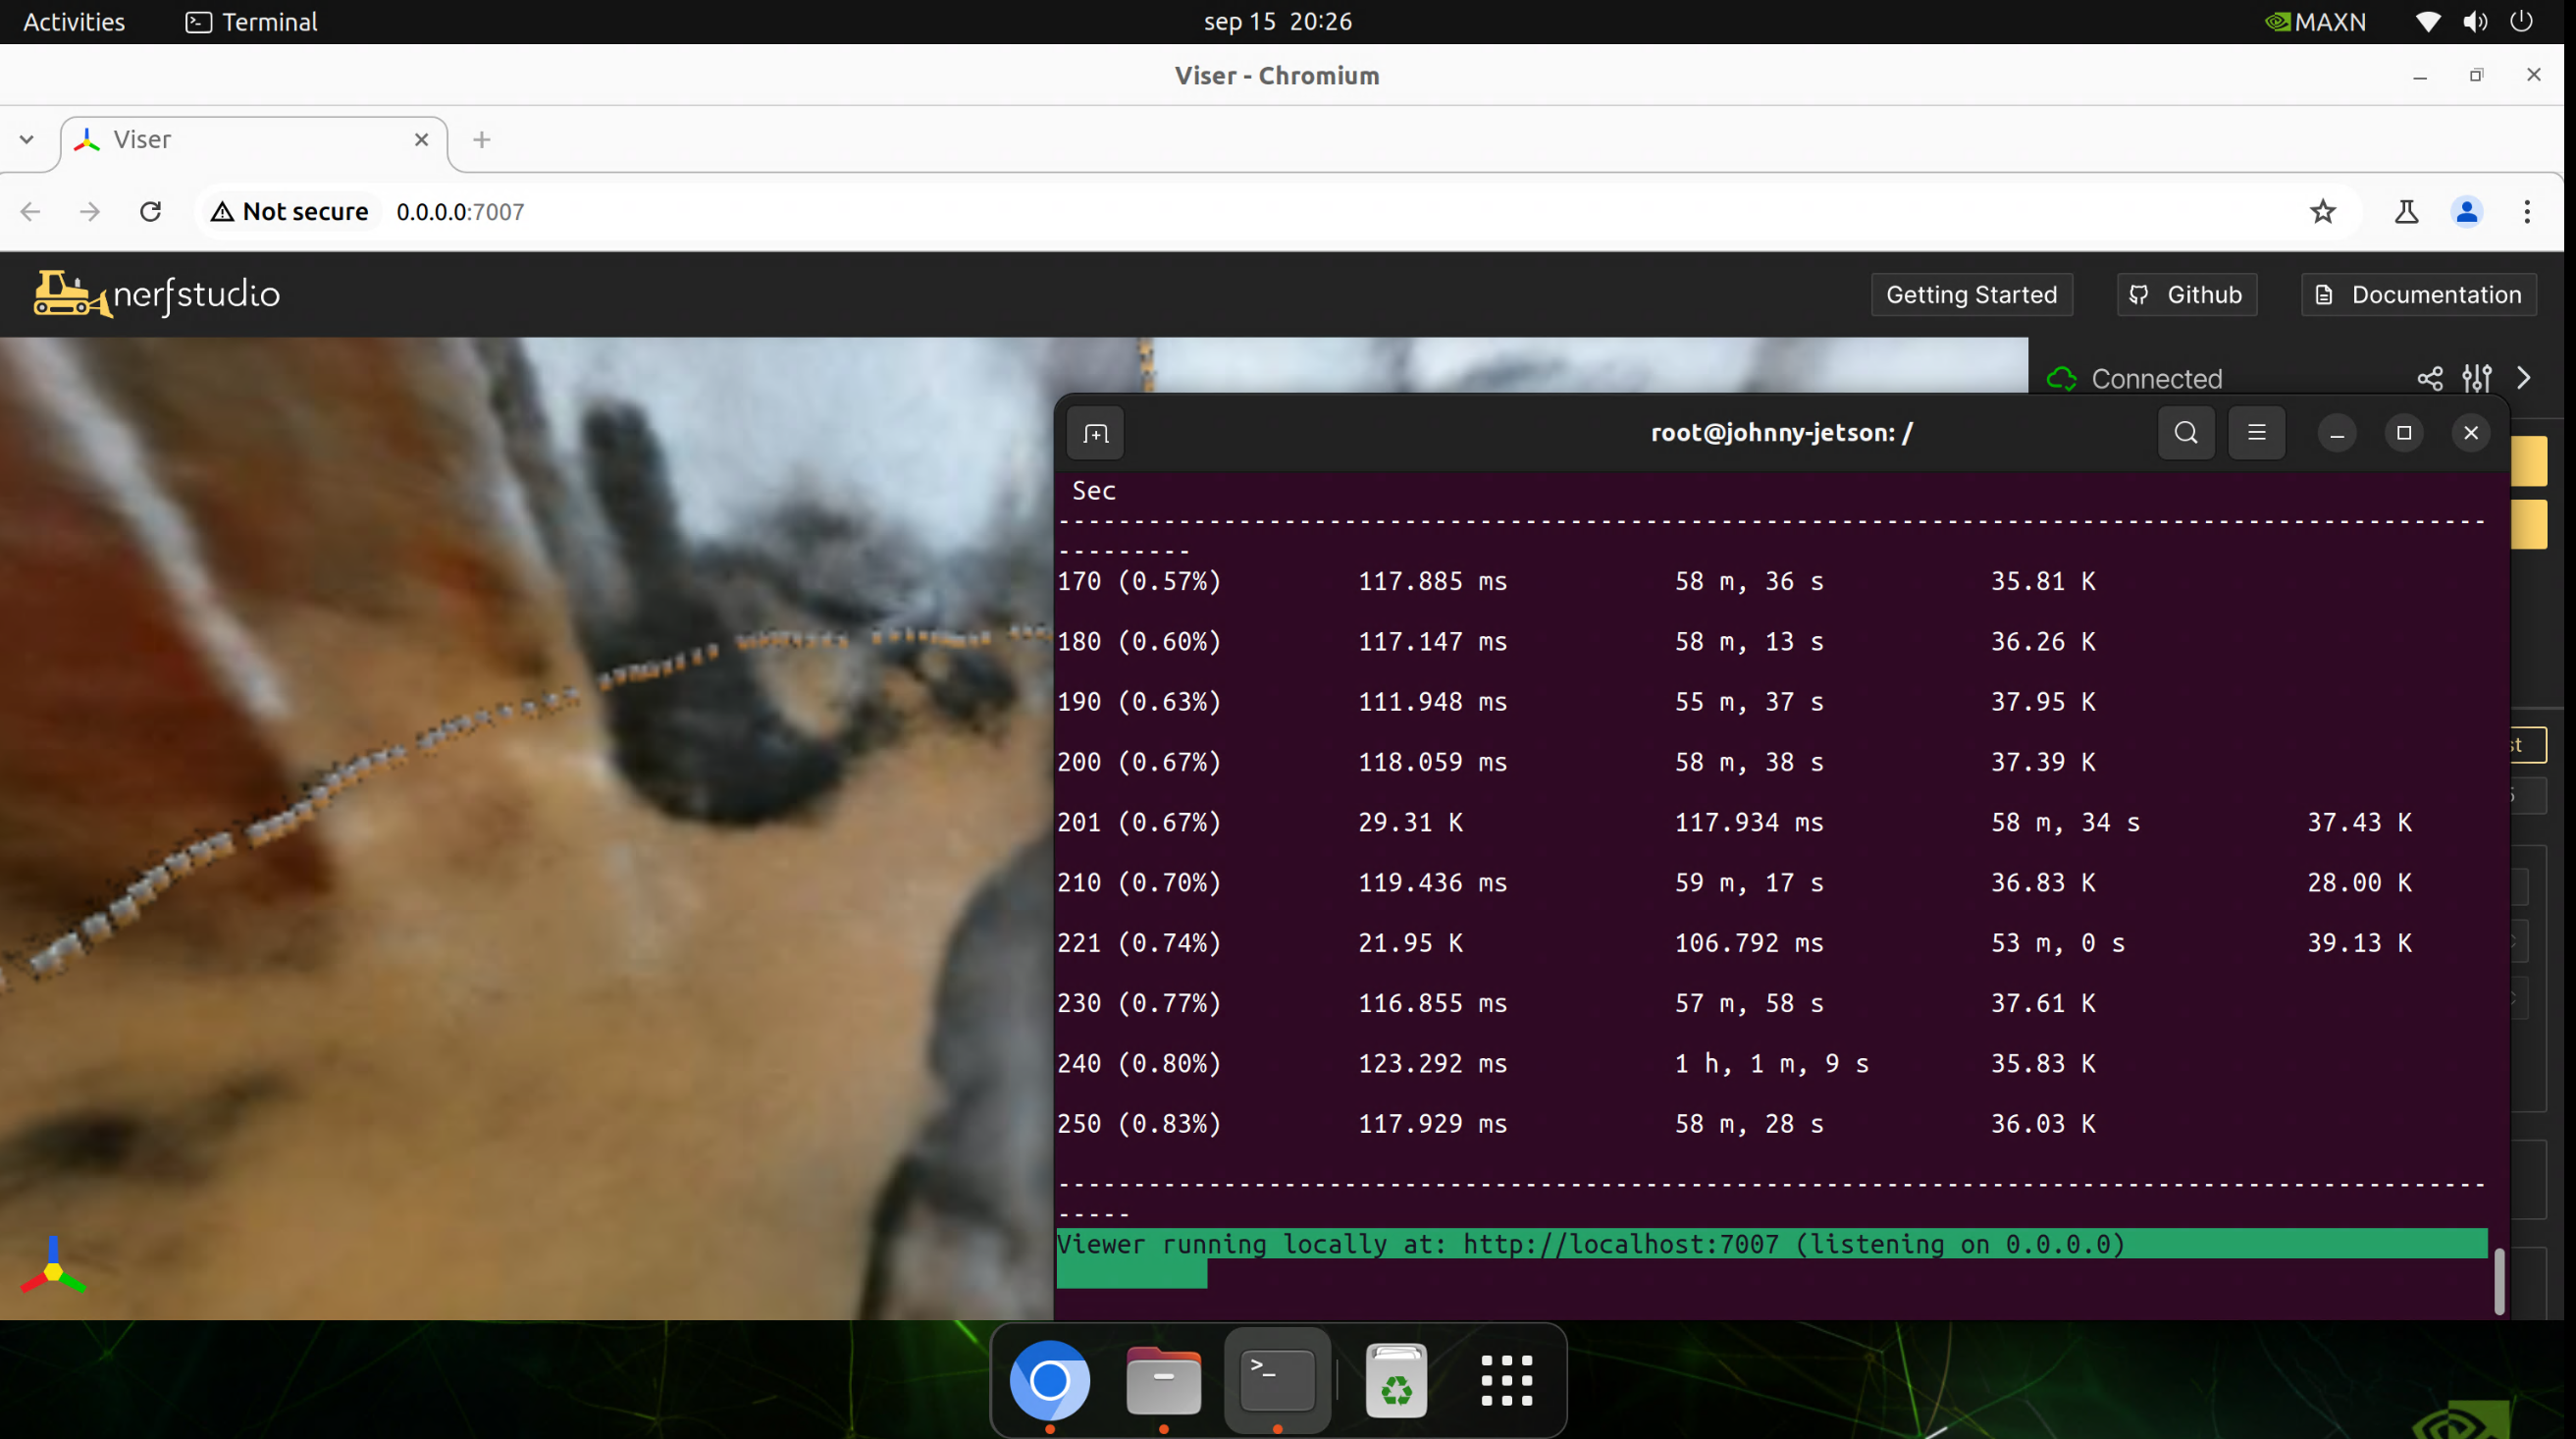 Activities Terminal sep 15 20:26 MAXN
Viser - Chromium
Viser
Not secure 0.0.0.0:7007
nerfstudio Getting Started Github Documentation
Connected
root@johnny-jetson: /
Sec
--------------------------------------------------------------------------------
---------
170 (0.57%) 117.885 ms 58 m, 36 s 35.81 K
180 (0.60%) 117.147 ms 58 m, 13 s 36.26 K
190 (0.63%) 111.948 ms 55 m, 37 s 37.95 K
200 (0.67%) 118.059 ms 58 m, 38 s 37.39 K
201 (0.67%) 29.31 K 117.934 ms 58 m, 34 s 37.43 K
210 (0.70%) 119.436 ms 59 m, 17 s 36.83 K 28.00 K
221 (0.74%) 21.95 K 106.792 ms 53 m, 0 s 39.13 K
230 (0.77%) 116.855 ms 57 m, 58 s 37.61 K
240 (0.80%) 123.292 ms 1 h, 1 m, 9 s 35.83 K
250 (0.83%) 117.929 ms 58 m, 28 s 36.03 K
--------------------------------------------------------------------------------
-----
Viewer running locally at: http://localhost:7007 (listening on 0.0.0.0)